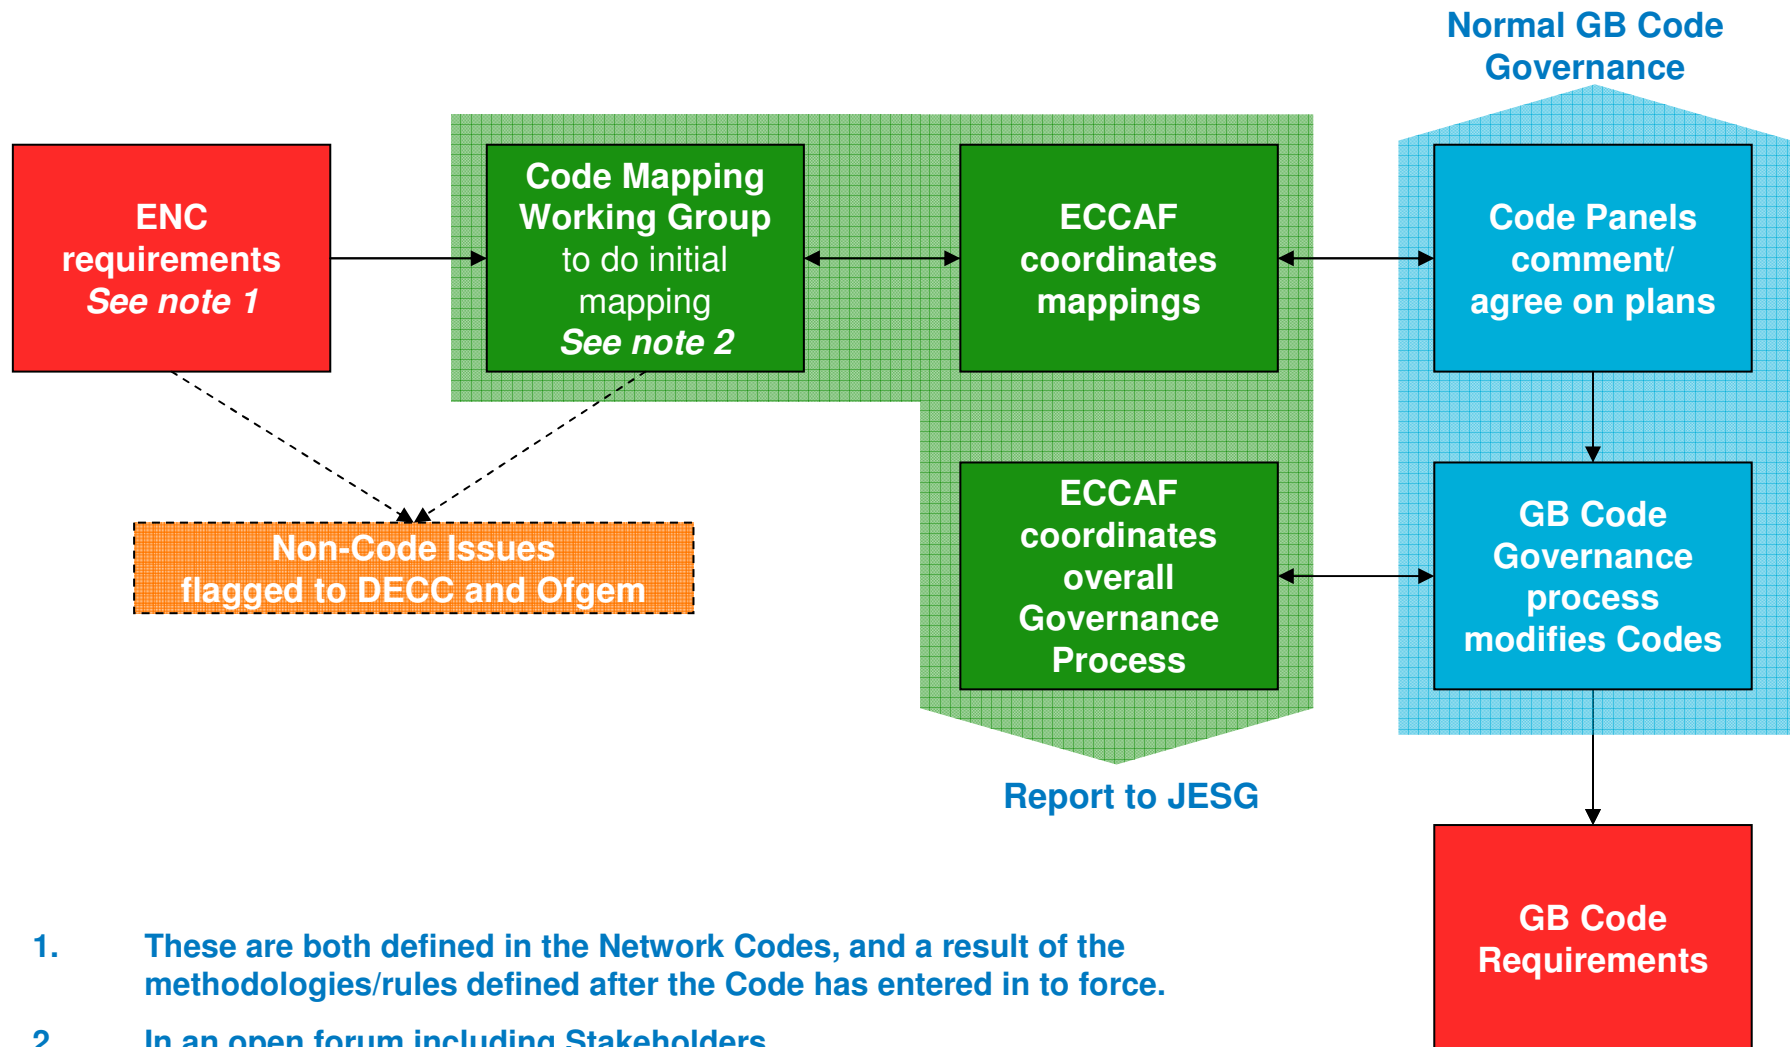 Normal GB Code
Governance
ENC
requirements
See note 1
Code Mapping
Working Group
to do initial
mapping
See note 2
ECCAF
coordinates
mappings
Code Panels
comment/
agree on plans
Non-Code Issues
flagged to DECC and Ofgem
ECCAF
coordinates
overall
Governance
Process
GB Code
Governance
process
modifies Codes
Report to JESG
GB Code
Requirements
1. These are both defined in the Network Codes, and a result of the
methodologies/rules defined after the Code has entered in to force.
2 In an open forum including Stakeholders